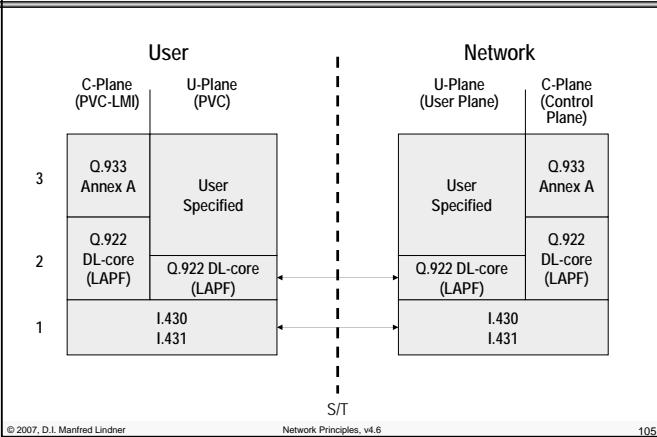 User
Network
C-Plane
(PVC-LMI)
U-Plane
(PVC)
U-Plane
(User Plane)
C-Plane
(Control
Plane)
3
Q.933
Annex A
User
Specified
User
Specified
Q.933
Annex A
2
Q.922
DL-core
(LAPF)
Q.922 DL-core
(LAPF)
Q.922 DL-core
(LAPF)
Q.922
DL-core
(LAPF)
1
I.430
I.431
I.430
I.431
S/T
© 2007, D.I. Manfred Lindner
Network Principles, v4.6
105